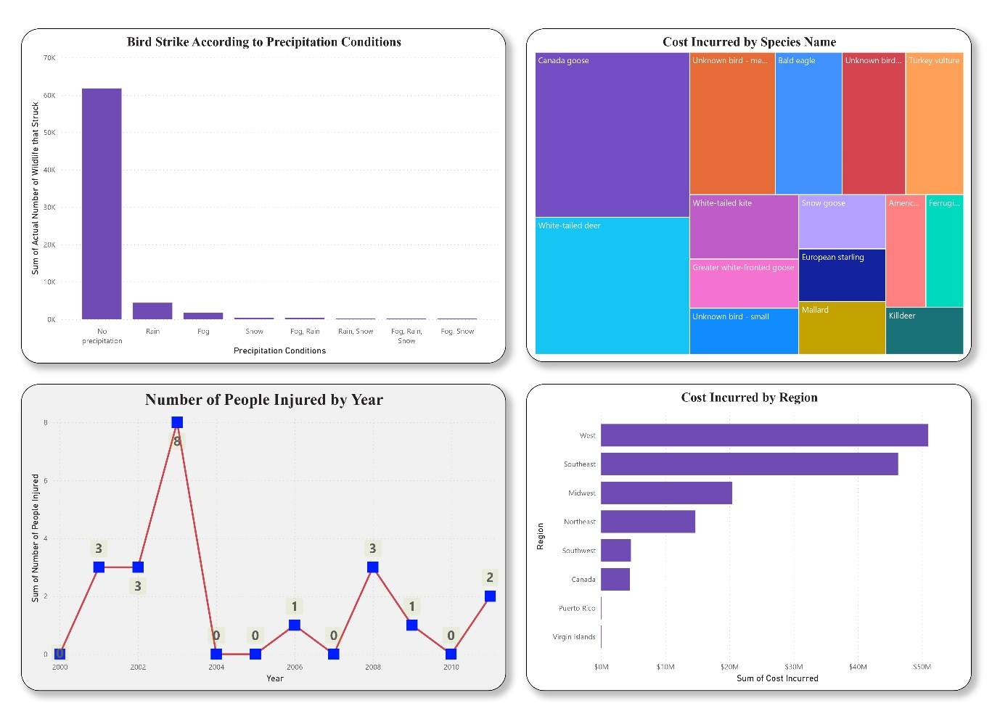 Bird Strike According to Precipitation Conditions
Sum of Actual Number of Wildlife that Struck
70K
60K
50K
40K
30K
20K
10K
0K
No precipitation
Rain
Fog
Snow
Fog, Rain
Rain, Snow
Fog, Rain, Snow
Fog, Snow
Precipitation Conditions
Cost Incurred by Species Name
Canada goose
White-tailed deer
Unknown bird - me...
Bald eagle
Unknown bird...
Turkey vulture
White-tailed kite
Greater white-fronted goose
Unknown bird - small
Snow goose
European starling
Mallard
Americ...
Ferrugi...
Killdeer
Number of People Injured by Year
Sum of Number of People Injured
8
6
4
2
0
0
3
3
8
0
0
1
0
3
1
0
2
2000
2002
2004
2006
2008
2010
Year
Cost Incurred by Region
Region
West
Southeast
Midwest
Northeast
Southwest
Canada
Puerto Rico
Virgin Islands
$0M
$10M
$20M
$30M
$40M
$50M
Sum of Cost Incurred